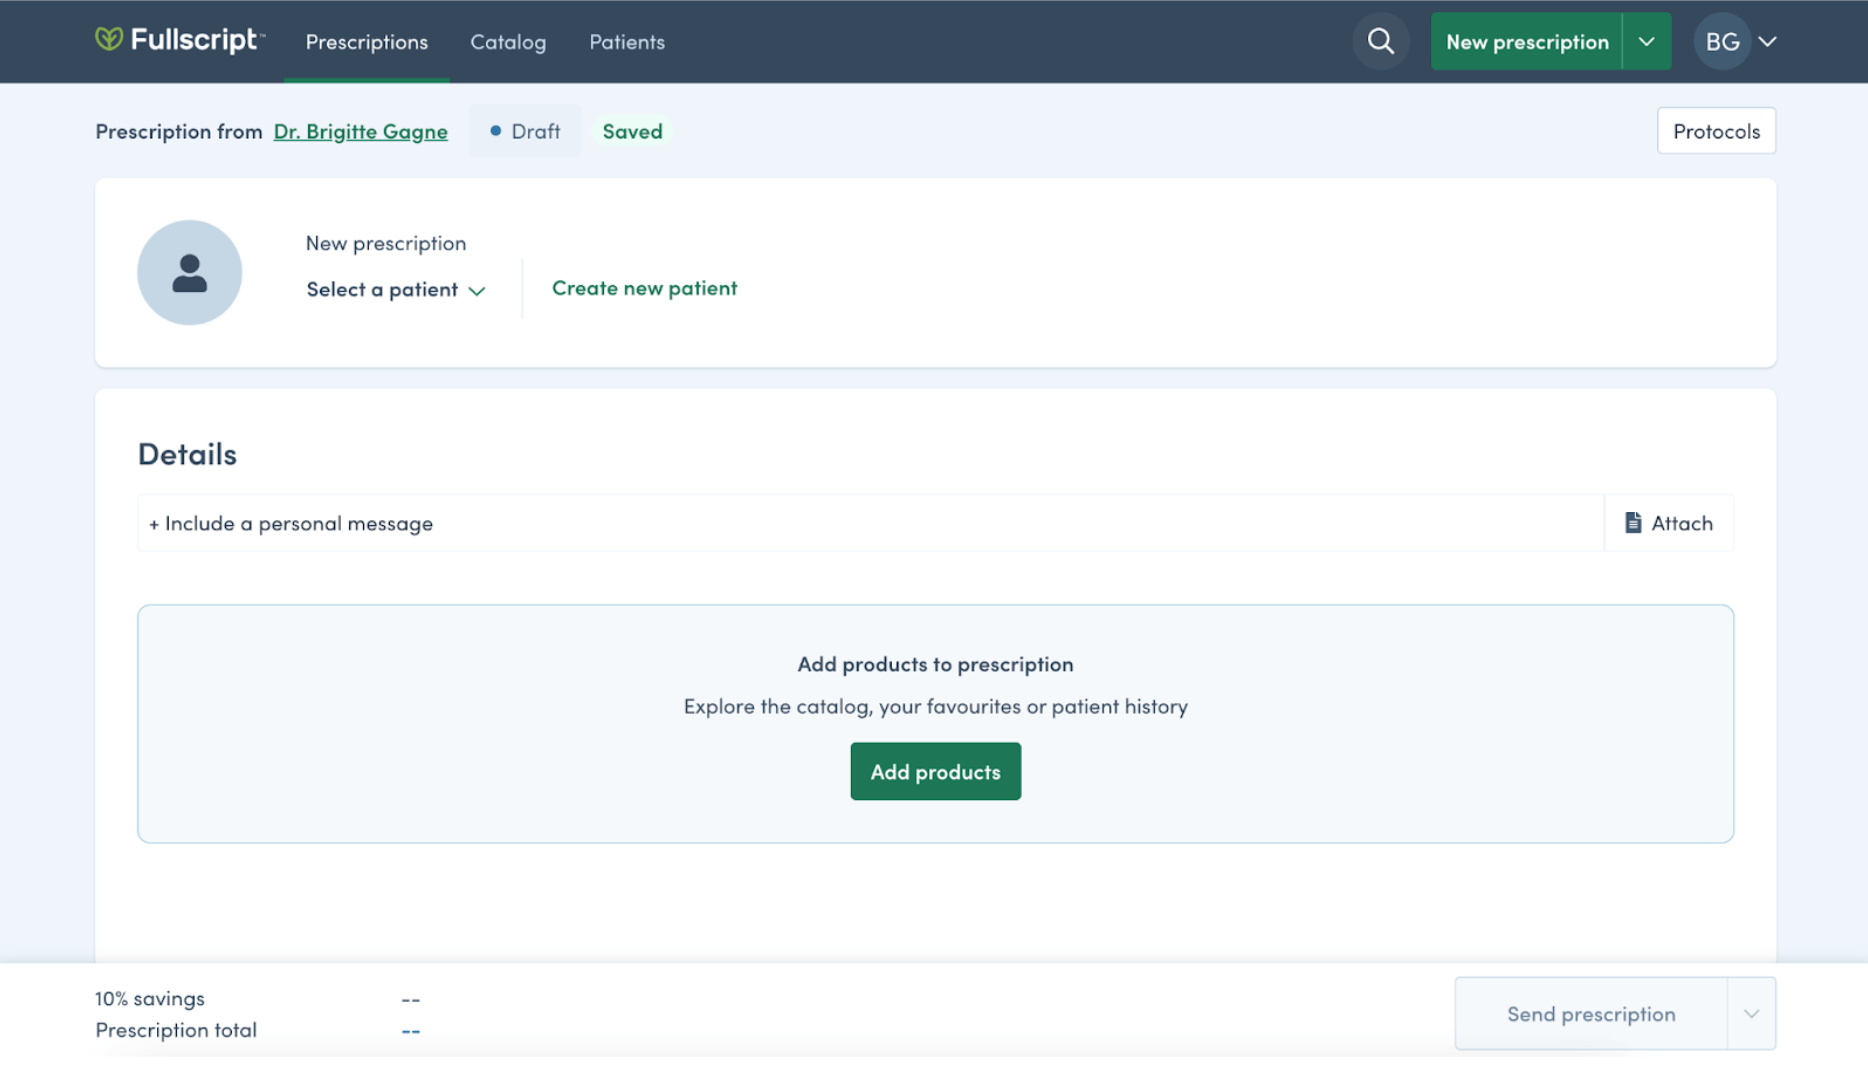 Fullscript™ Prescriptions Catalog Patients New prescription BG
Prescription from Dr. Brigitte Gagne Draft Saved Protocols
New prescription
Select a patient Create new patient
Details
+ Include a personal message Attach
Add products to prescription
Explore the catalog, your favourites or patient history
Add products
10% savings --
Prescription total --
Send prescription